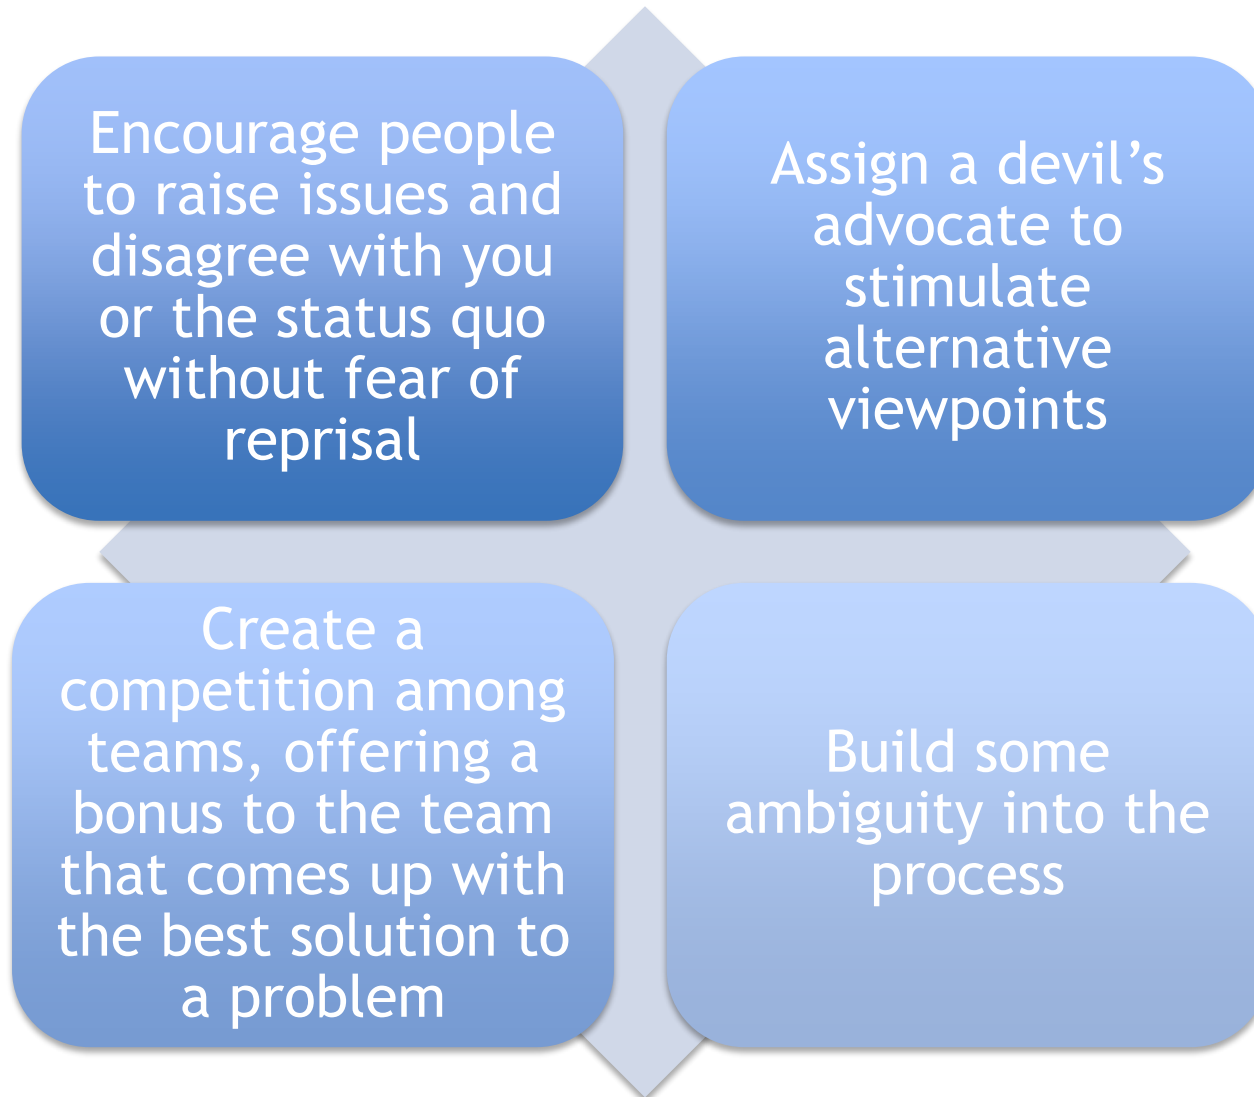 Encourage people
to raise issues and
disagree with you
or the status quo
without fear of
reprisal
Assign a devil’s
advocate to
stimulate
alternative
viewpoints
Create a
competition among
teams, offering a
bonus to the team
that comes up with
the best solution to
a problem
Build some
ambiguity into the
process